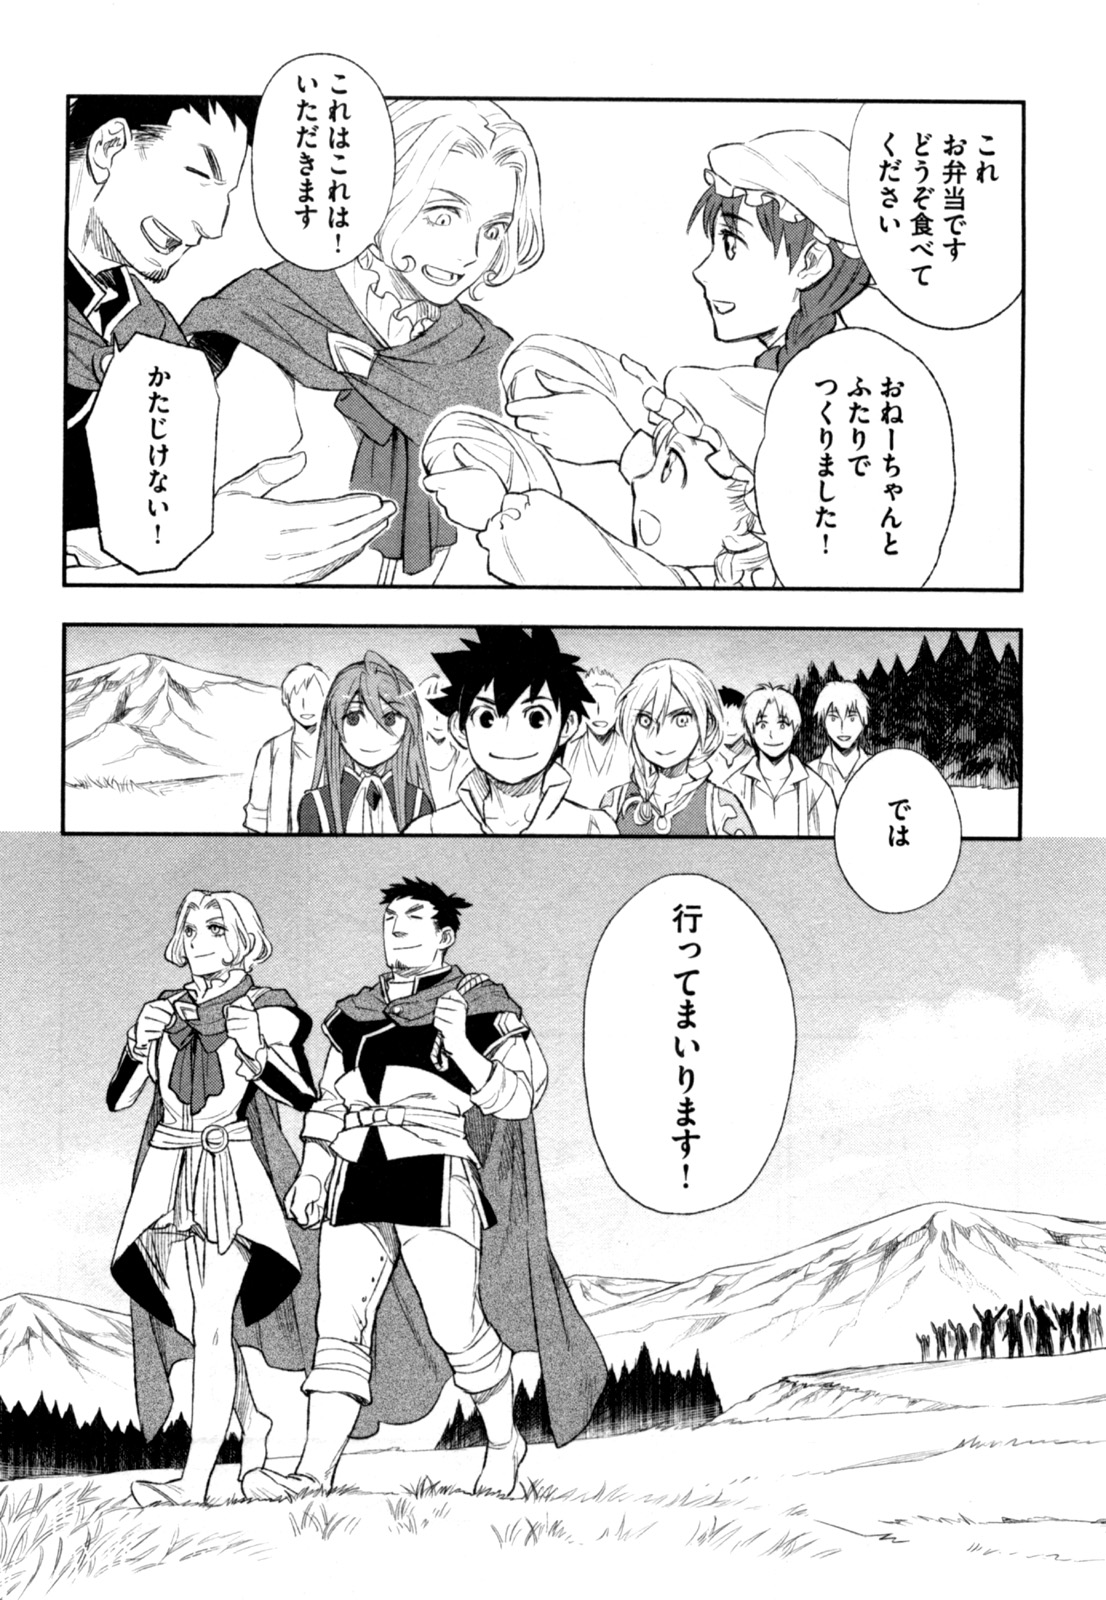 これ
お弁当です
どうぞ食べて
ください
おねーちゃんと
ふたりで
つくりました！
これはこれは！
いただきます
かたじけない！
では
行ってまいります！